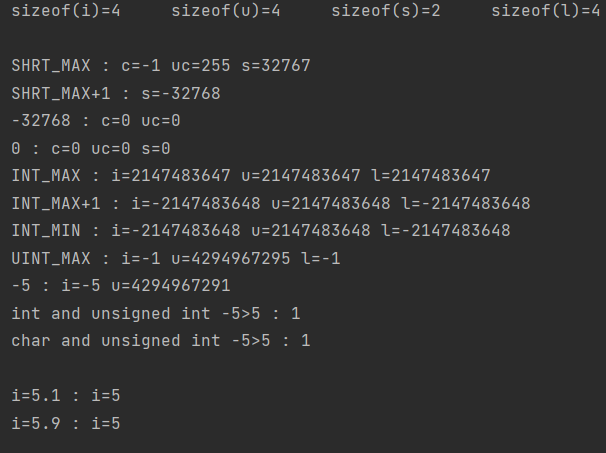 sizeof(i)=4     sizeof(u)=4     sizeof(s)=2     sizeof(l)=4
SHRT_MAX : c=-1 uc=255 s=32767
SHRT_MAX+1 : s=-32768
-32768 : c=0 uc=0
0 : c=0 uc=0 s=0
INT_MAX : i=2147483647 u=2147483647 l=2147483647
INT_MAX+1 : i=-2147483648 u=2147483648 l=-2147483648
INT_MIN : i=-2147483648 u=2147483648 l=-2147483648
UINT_MAX : i=-1 u=4294967295 l=-1
-5 : i=-5 u=4294967291
int and unsigned int -5>5 : 1
char and unsigned int -5>5 : 1
i=5.1 : i=5
i=5.9 : i=5